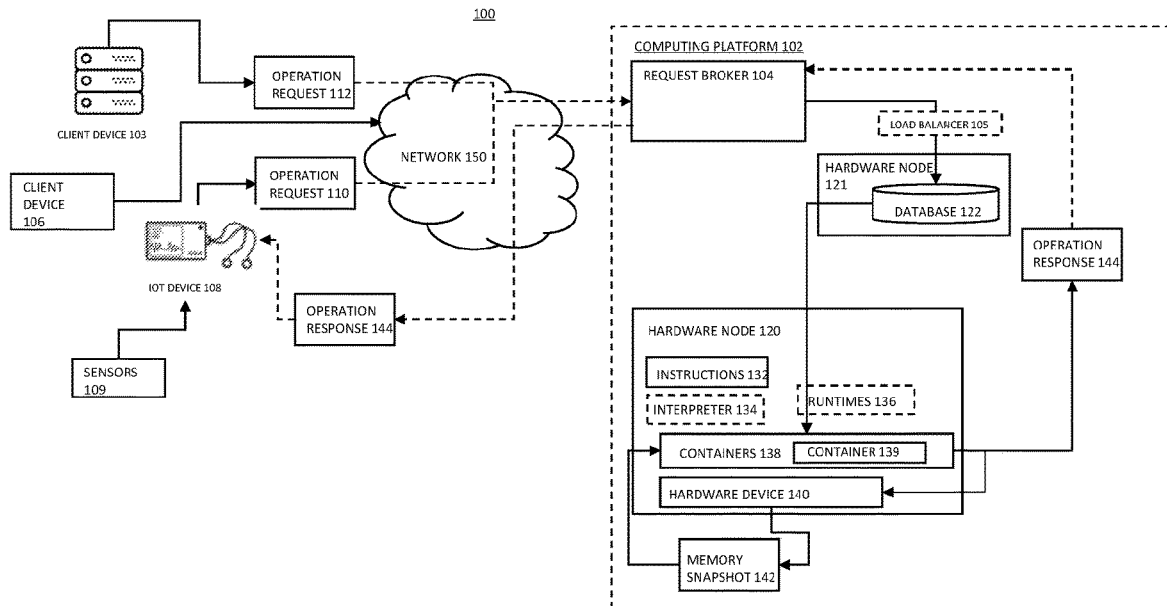 100
COMPUTING PLATFORM 102
REQUEST BROKER 104
OPERATION
REQUEST 112
CLIENT DEVICE 103
LOAD BALANCER 105
NETWORK 150
HARDWARE NODE
121
DATABASE 122
CLIENT
DEVICE
106
OPERATION
REQUEST 110
OPERATION
RESPONSE 144
IOT DEVICE 108
OPERATION
RESPONSE 144
SENSORS
109
HARDWARE NODE 120
INSTRUCTIONS 132
INTERPRETER 134
RUNTIMES 136
CONTAINERS 138
CONTAINER 139
HARDWARE DEVICE 140
MEMORY
SNAPSHOT 142